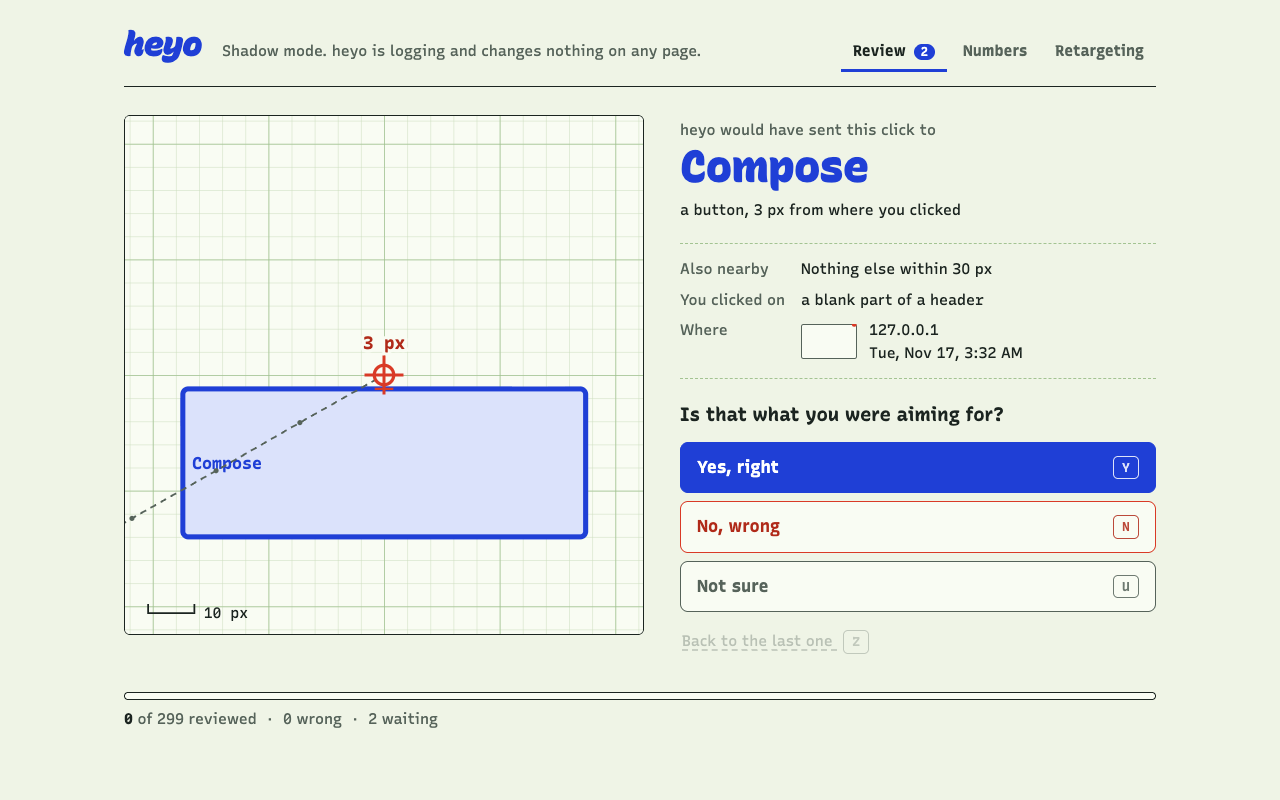 heyo
Shadow mode. heyo is logging and changes nothing on any page.
Review 2
Numbers
Retargeting
3 px
Compose
10 px
heyo would have sent this click to
Compose
a button, 3 px from where you clicked
Also nearby Nothing else within 30 px
You clicked on a blank part of a header
Where 127.0.0.1
Tue, Nov 17, 3:32 AM
Is that what you were aiming for?
Yes, right Y
No, wrong N
Not sure U
Back to the last one Z
0 of 299 reviewed · 0 wrong · 2 waiting